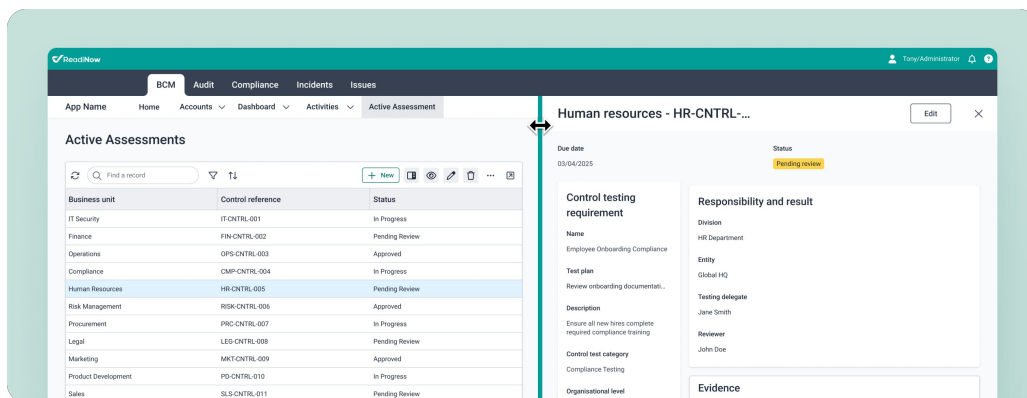 ReadiNow
Tony/Administrator
BCM Audit Compliance Incidents Issues
App Name Home Accounts Dashboard Activities Active Assessment
Active Assessments
Find a record
+ New
Business unit Control reference Status
IT Security IT-CNTRL-001 In Progress
Finance FIN-CNTRL-002 Pending Review
Operations OPS-CNTRL-003 Approved
Compliance CMP-CNTRL-004 In Progress
Human Resources HR-CNTRL-005 Pending Review
Risk Management RISK-CNTRL-006 Approved
Procurement PRC-CNTRL-007 In Progress
Legal LEG-CNTRL-008 Pending Review
Marketing MKT-CNTRL-009 Approved
Product Development PD-CNTRL-010 In Progress
Sales SLS-CNTRL-011 Pending Review
Human resources - HR-CNTRL-...
Edit
Due date Status
03/04/2025 Pending review
Control testing
requirement
Name
Employee Onboarding Compliance
Test plan
Review onboarding documentati...
Description
Ensure all new hires complete
required compliance training
Control test category
Compliance Testing
Organisational level
Responsibility and result
Division
HR Department
Entity
Global HQ
Testing delegate
Jane Smith
Reviewer
John Doe
Evidence